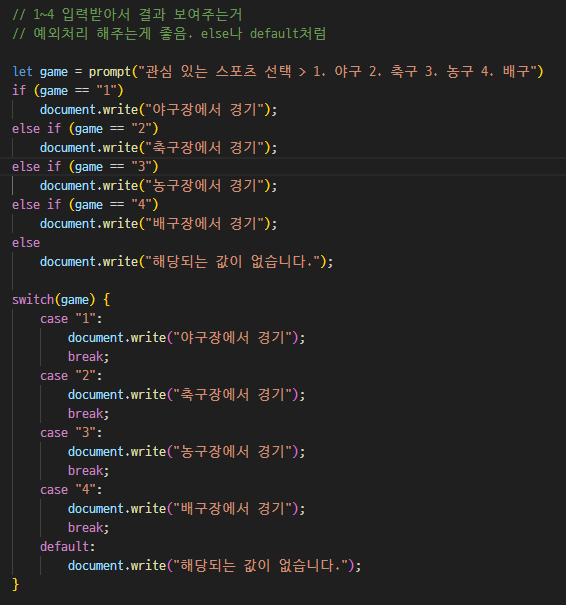 // 1~4 입력받아서 결과 보여주는거
// 예외처리 해주는게 좋음. else나 default처럼
let game = prompt("관심 있는 스포츠 선택 > 1. 야구 2. 축구 3. 농구 4. 배구")
if (game == "1")
document.write("야구장에서 경기");
else if (game == "2")
document.write("축구장에서 경기");
else if (game == "3")
document.write("농구장에서 경기");
else if (game == "4")
document.write("배구장에서 경기");
else
document.write("해당되는 값이 없습니다.");
switch(game) {
case "1":
document.write("야구장에서 경기");
break;
case "2":
document.write("축구장에서 경기");
break;
case "3":
document.write("농구장에서 경기");
break;
case "4":
document.write("배구장에서 경기");
break;
default:
document.write("해당되는 값이 없습니다.");
}